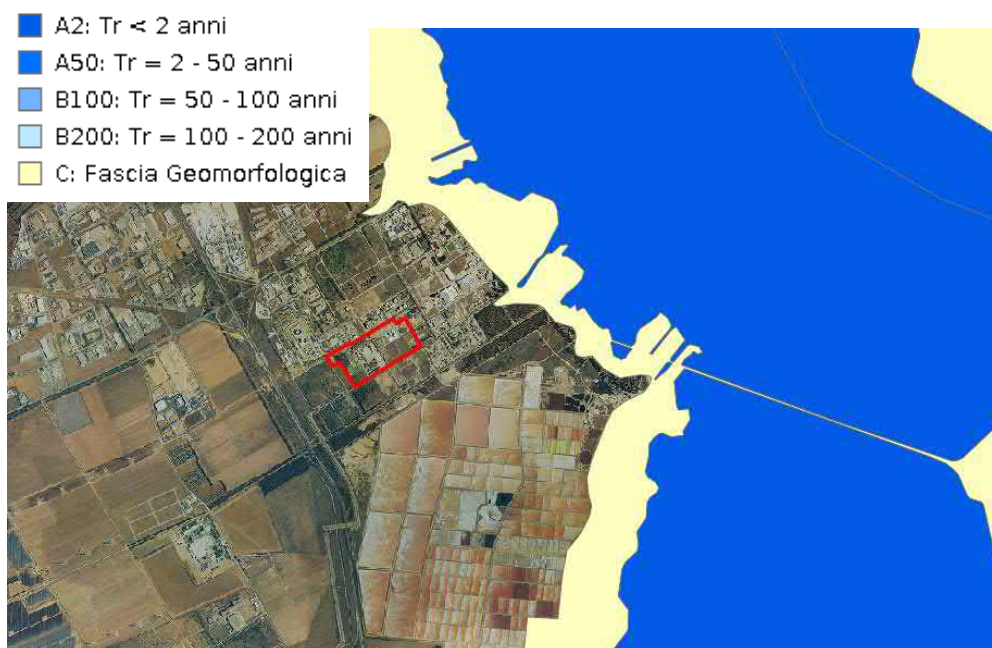 A2: Tr < 2 anni
A50: Tr = 2 - 50 anni
B100: Tr = 50 - 100 anni
B200: Tr = 100 - 200 anni
C: Fascia Geomorfologica